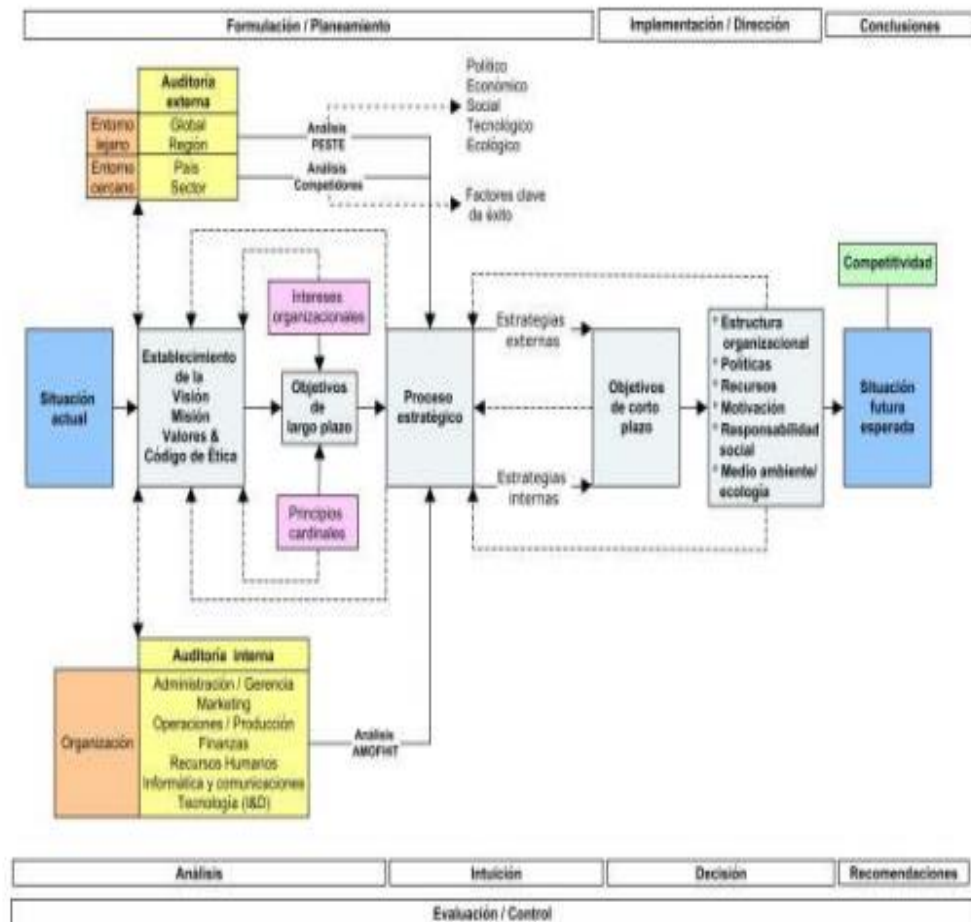 Formulación / Planeamiento
Implementación / Dirección
Conclusiones
Auditoría
externa
Entorno
lejano
Global
Región
Entorno
cercano
País
Sector
Análisis
PESTE
Análisis
Competidores
Político
Económico
Social
Tecnológico
Ecológico
Factores clave
de éxito
Situación
actual
Establecimiento
de la
Visión
Misión
Valores &
Código de Ética
Intereses
organizacionales
Objetivos de
largo plazo
Principios
cardinales
Proceso
estratégico
Estrategias
externas
Estrategias
internas
Objetivos
de corto
plazo
* Estructura
organizacional
* Políticas
* Recursos
* Motivación
* Responsabilidad
social
* Medio ambiente/
ecología
Competitividad
Situación
futura
esperada
Organización
Auditoría interna
Administración / Gerencia
Marketing
Operaciones / Producción
Finanzas
Recursos Humanos
Informática y comunicaciones
Tecnología (I&D)
Análisis
AMOFHIT
Análisis
Intuición
Decisión
Recomendaciones
Evaluación / Control